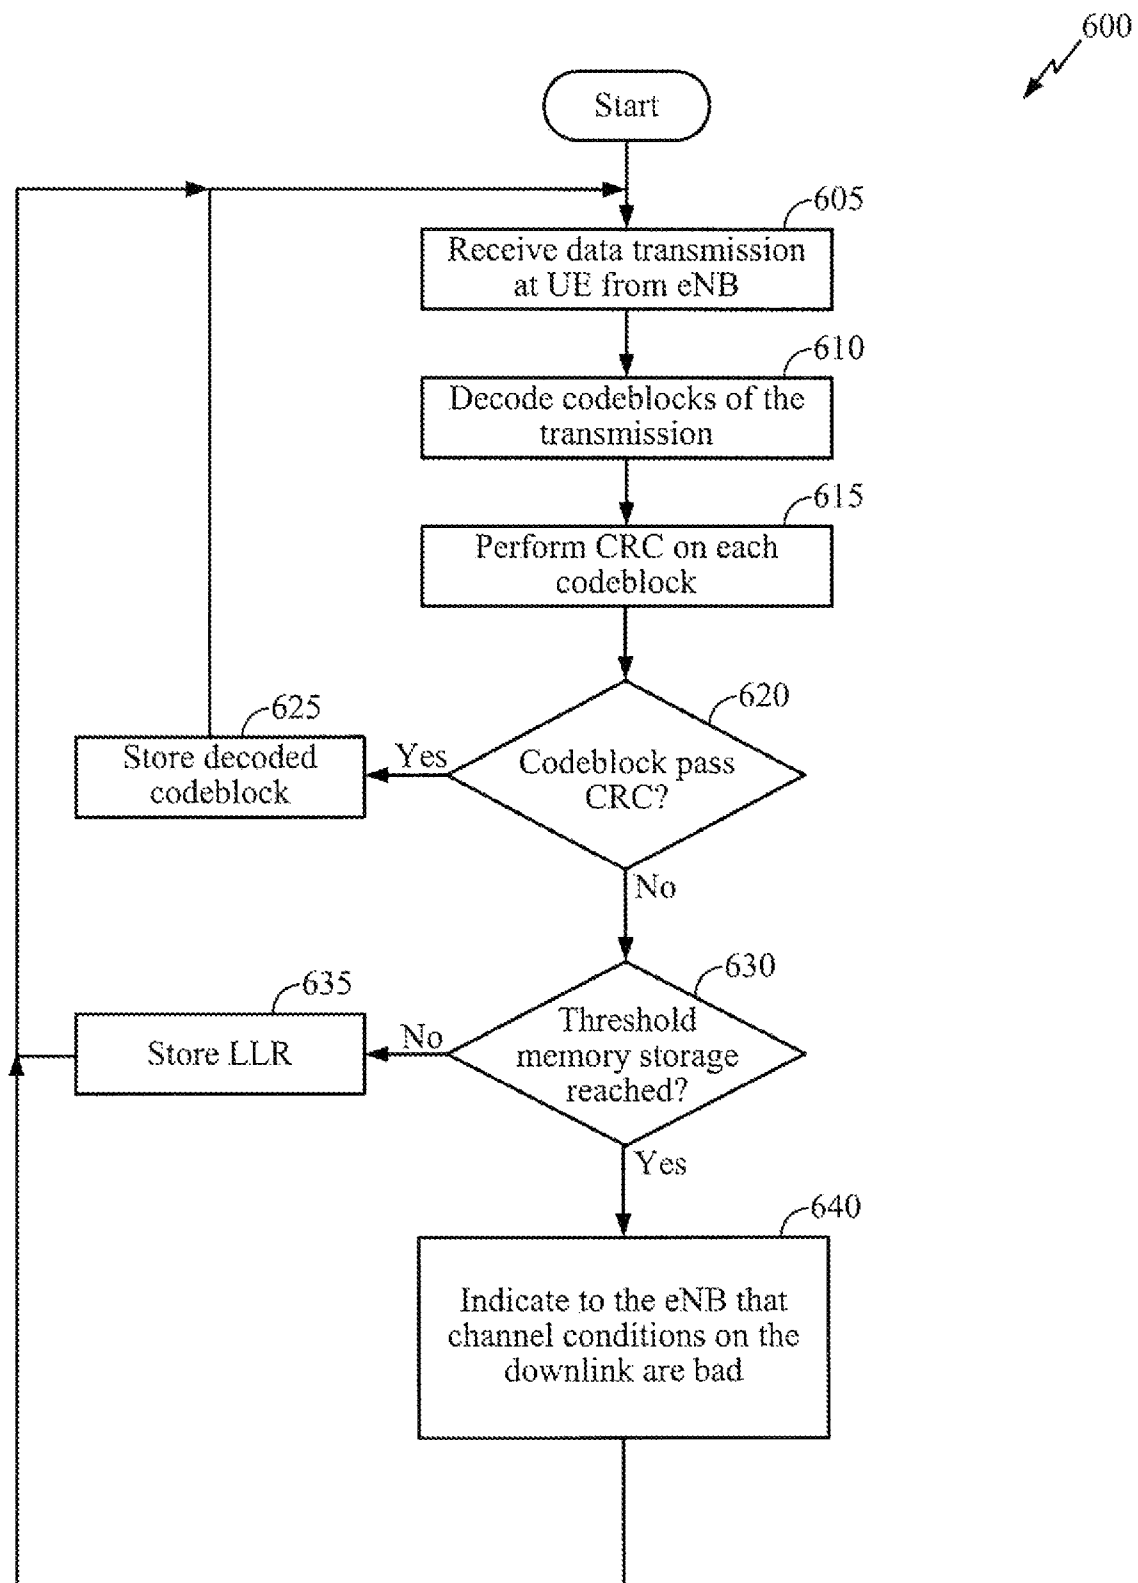 600
Start
605
Receive data transmission
at UE from eNB
610
Decode codeblocks of the
transmission
615
Perform CRC on each
codeblock
620
Codeblock pass
CRC?
Yes
625
Store decoded
codeblock
No
630
Threshold
memory storage
reached?
No
635
Store LLR
Yes
640
Indicate to the eNB that
channel conditions on the
downlink are bad